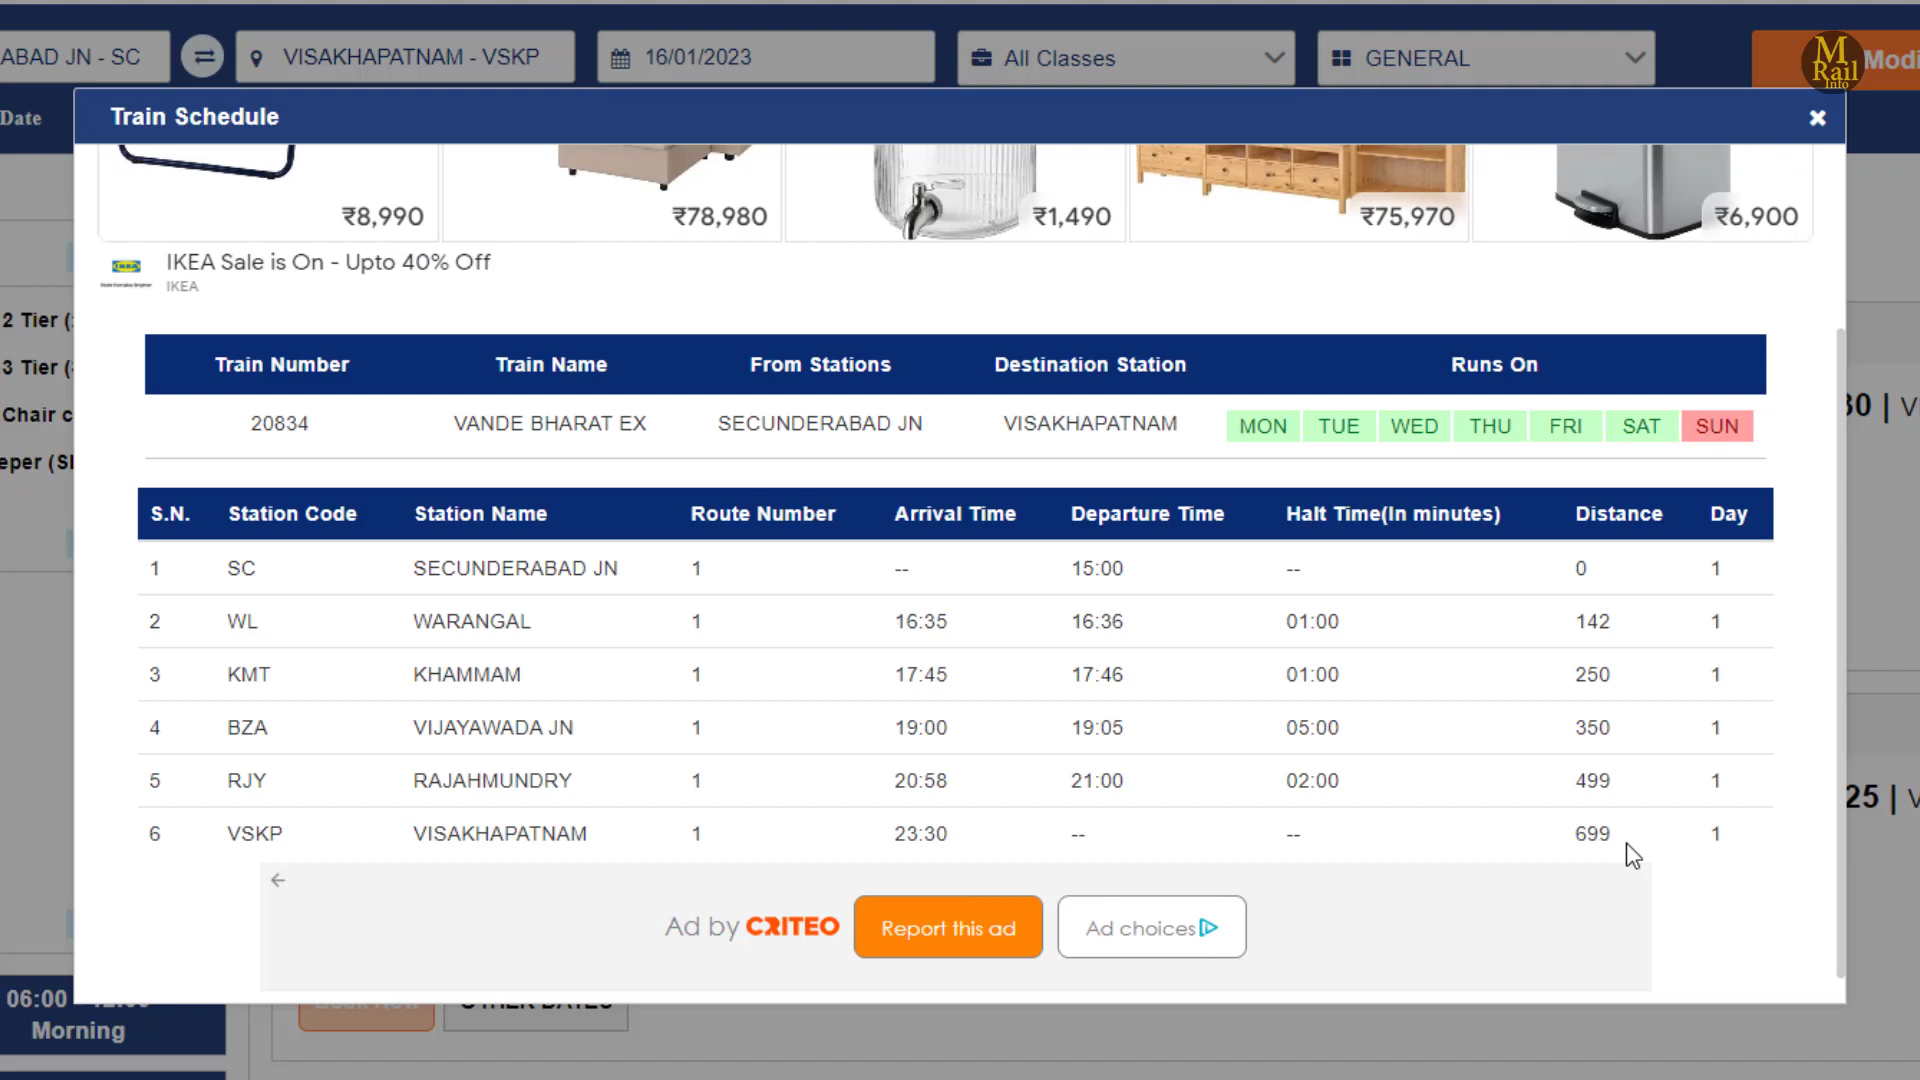 ABAD JN - SC
VISAKHAPATNAM - VSKP
16/01/2023
All Classes
GENERAL
Modi
M
Rail
Info
Date
Train Schedule
₹8,990
₹78,980
₹1,490
₹75,970
₹6,900
IKEA
IKEA Sale is On - Upto 40% Off
IKEA
2 Tier (
3 Tier (
Chair c
eper (Sl
30 | V
25 | V
Train Number Train Name From Stations Destination Station Runs On
20834 VANDE BHARAT EX SECUNDERABAD JN VISAKHAPATNAM MON TUE WED THU FRI SAT SUN
S.N. Station Code Station Name Route Number Arrival Time Departure Time Halt Time(In minutes) Distance Day
1 SC SECUNDERABAD JN 1 -- 15:00 -- 0 1
2 WL WARANGAL 1 16:35 16:36 01:00 142 1
3 KMT KHAMMAM 1 17:45 17:46 01:00 250 1
4 BZA VIJAYAWADA JN 1 19:00 19:05 05:00 350 1
5 RJY RAJAHMUNDRY 1 20:58 21:00 02:00 499 1
6 VSKP VISAKHAPATNAM 1 23:30 -- -- 699 1
Ad by CRITEO
Report this ad
Ad choices
06:00
Morning
OTHER DATES